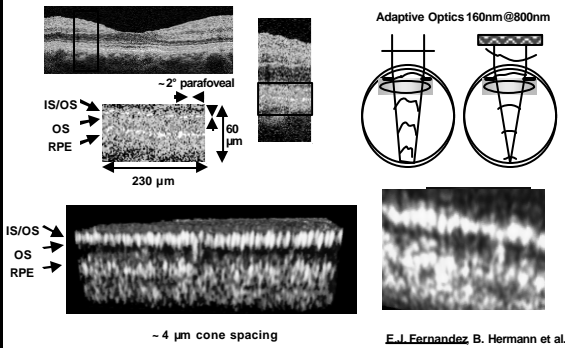 Adaptive Optics 160nm@800nm
~2° parafoveal
IS/OS
OS
RPE
60
µm
230 µm
IS/OS
OS
RPE
~ 4 µm cone spacing
E.J. Fernandez, B. Hermann et al.